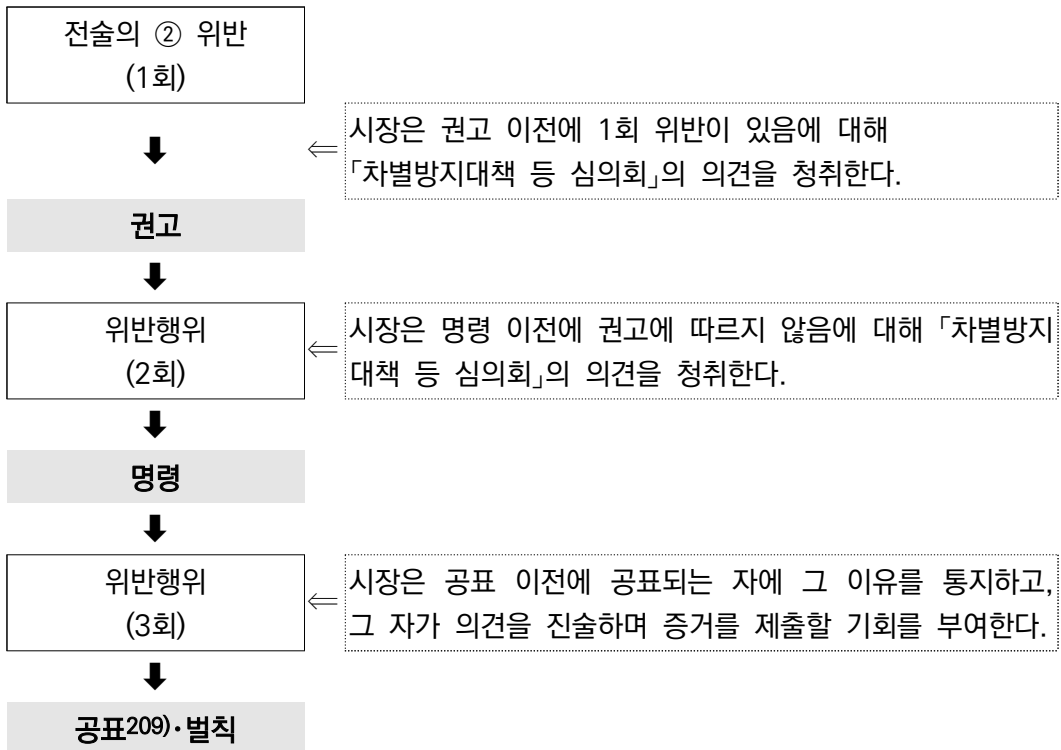 전술의 ② 위반
(1회)
⬇
⇐
시장은 권고 이전에 1회 위반이 있음에 대해
「차별방지대책 등 심의회」의 의견을 청취한다.
권고
⬇
위반행위
(2회)
⇐
시장은 명령 이전에 권고에 따르지 않음에 대해 「차별방지
대책 등 심의회」의 의견을 청취한다.
⬇
명령
⬇
위반행위
(3회)
⇐
시장은 공표 이전에 공표되는 자에 그 이유를 통지하고,
그 자가 의견을 진술하며 증거를 제출할 기회를 부여한다.
⬇
공표209)·벌칙